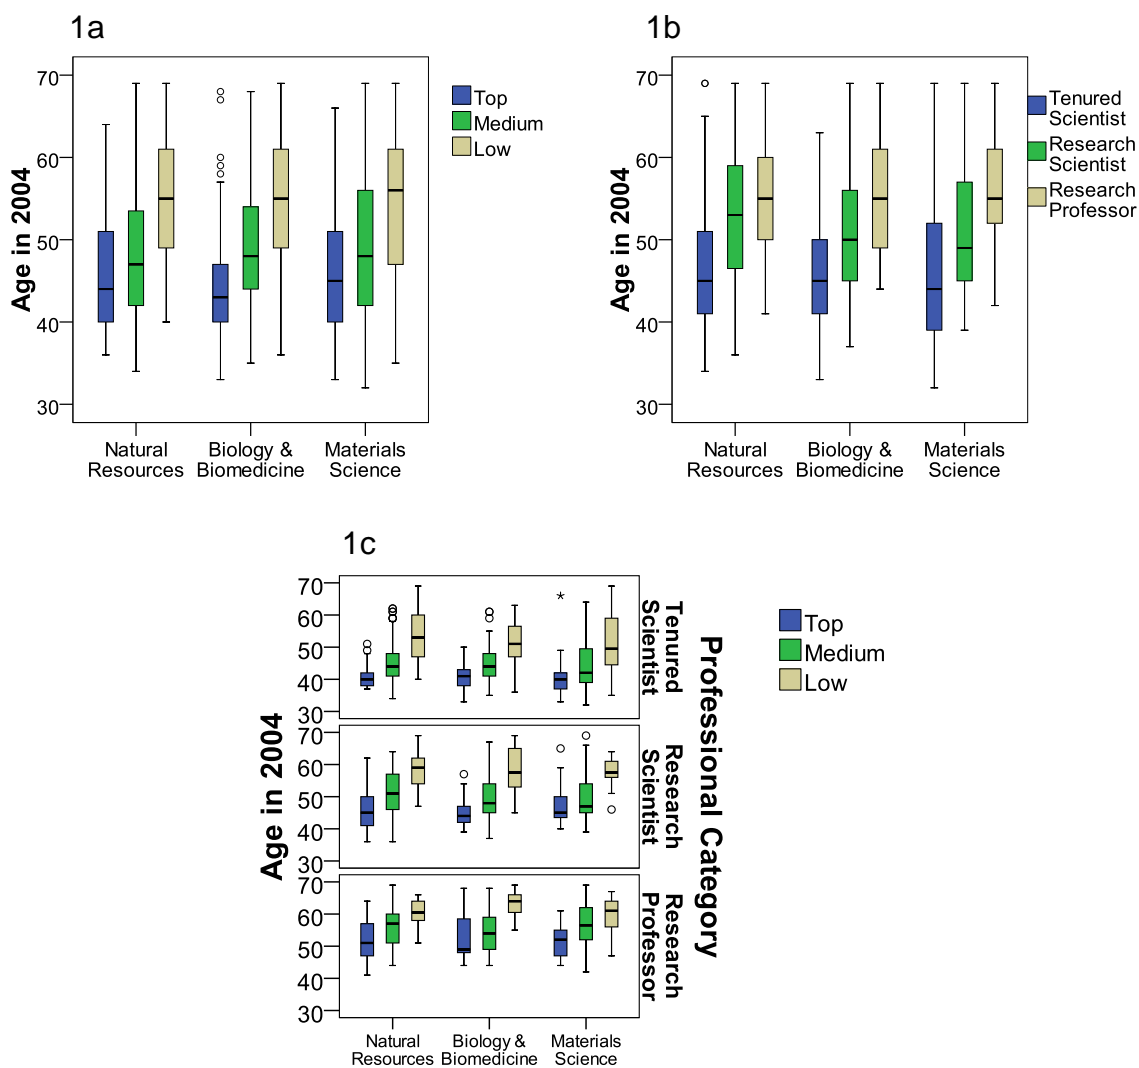 1a
70
60
50
40
30
Age in 2004
Natural
Resources
Biology &
Biomedicine
Materials
Science
Top
Medium
Low
1b
70
60
50
40
30
Age in 2004
Natural
Resources
Biology &
Biomedicine
Materials
Science
Tenured
Scientist
Research
Scientist
Research
Professor
1c
Age in 2004
70
60
50
40
30
Tenured
Scientist
70
60
50
40
30
Research
Scientist
70
60
50
40
30
Research
Professor
Professional Category
Natural
Resources
Biology &
Biomedicine
Materials
Science
Top
Medium
Low